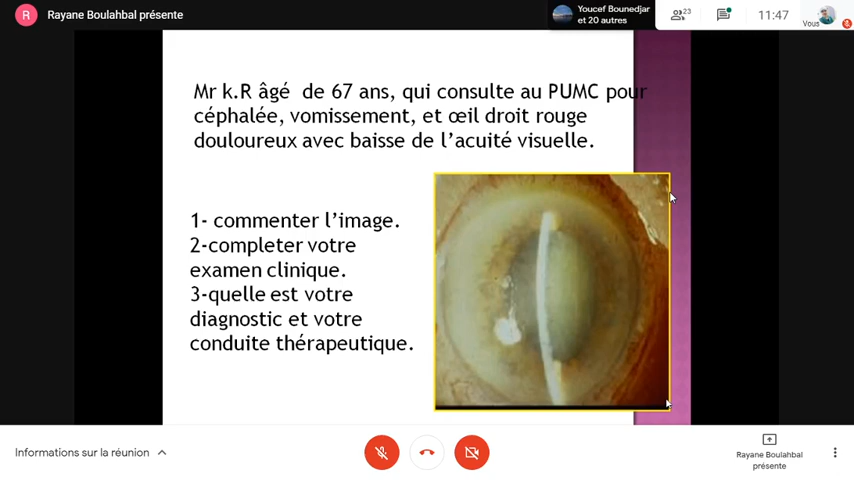 R Rayane Boulahbal présente
Youcef Bounedjar
et 20 autres
23
11:47
Vous
Mr k.R âgé de 67 ans, qui consulte au PUMC pour
céphalée, vomissement, et œil droit rouge
douloureux avec baisse de l'acuité visuelle.
1- commenter l'image.
2-completer votre
examen clinique.
3-quelle est votre
diagnostic et votre
conduite thérapeutique.
Informations sur la réunion
Rayane Boulahbal
présente